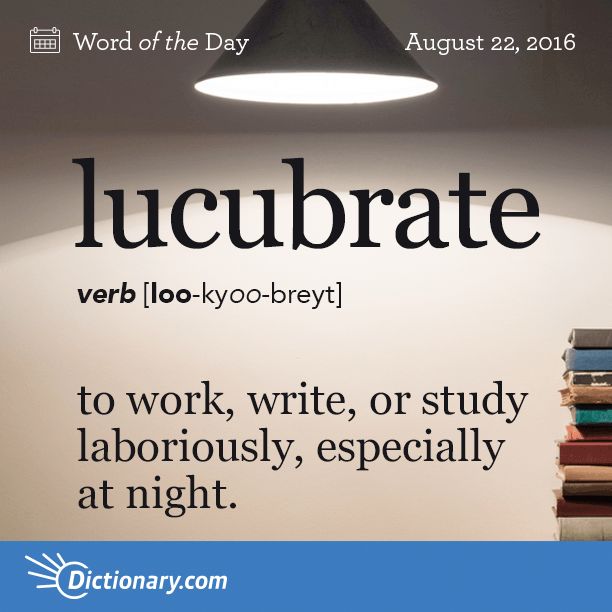 Word of the Day
August 22, 2016
lucubrate
verb [loo-kyoo-breyt]
to work, write, or study
laboriously, especially
at night.
Dictionary.com